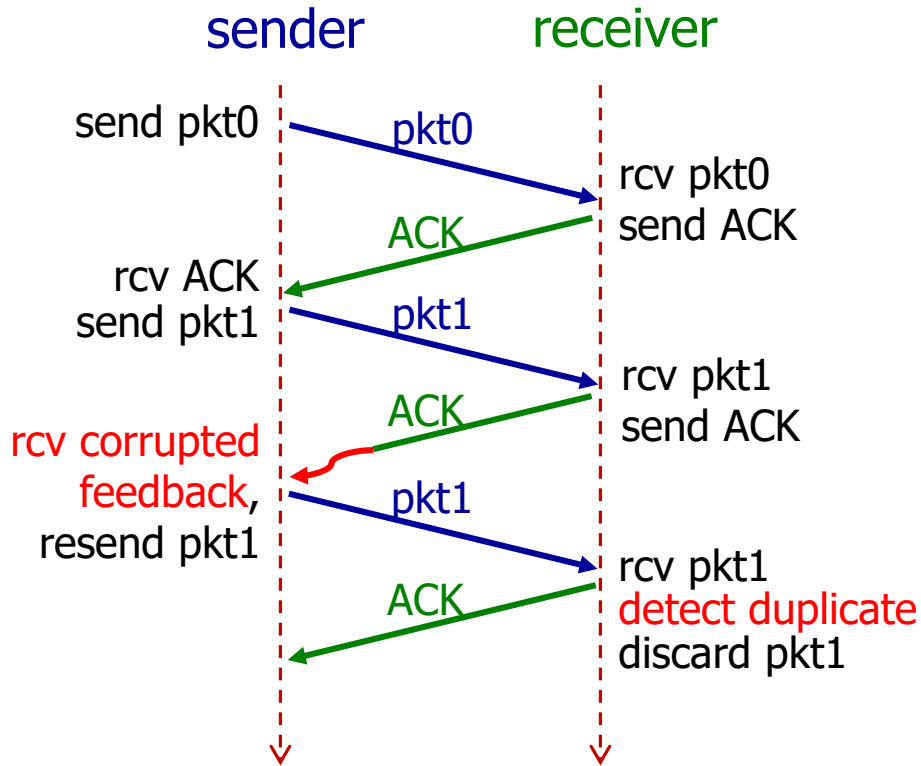 sender receiver
send pkt0
pkt0
rcv pkt0
send ACK
ACK
rcv ACK
send pkt1
pkt1
rcv pkt1
send ACK
ACK
rcv corrupted
feedback,
resend pkt1
pkt1
rcv pkt1
detect duplicate
discard pkt1
ACK